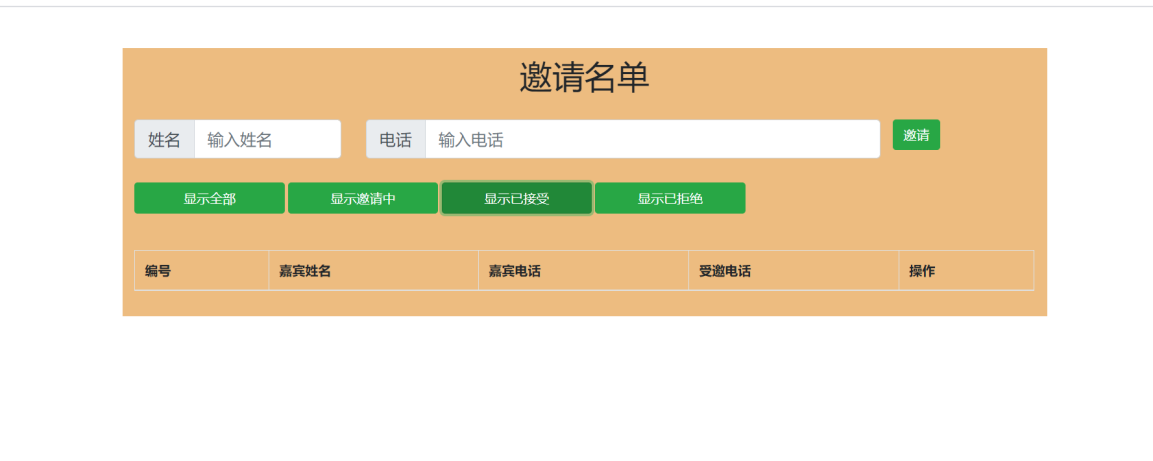 邀请名单
姓名 输入姓名 电话 输入电话 邀请
显示全部 显示邀请中 显示已接受 显示已拒绝
编号 嘉宾姓名 嘉宾电话 受邀电话 操作